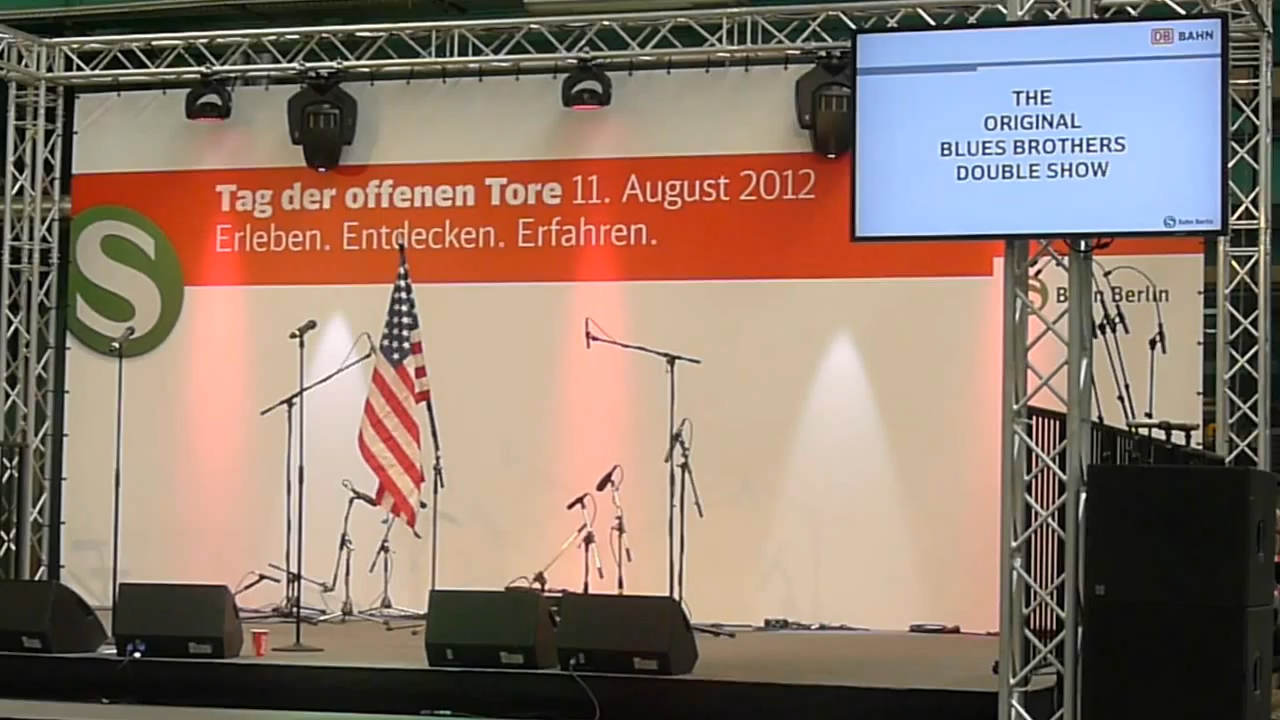 DB BAHN
THE
ORIGINAL
BLUES BROTHERS
DOUBLE SHOW
S Bahn Berlin
Tag der offenen Tore 11. August 2012
Erleben. Entdecken. Erfahren.
S
Berlin